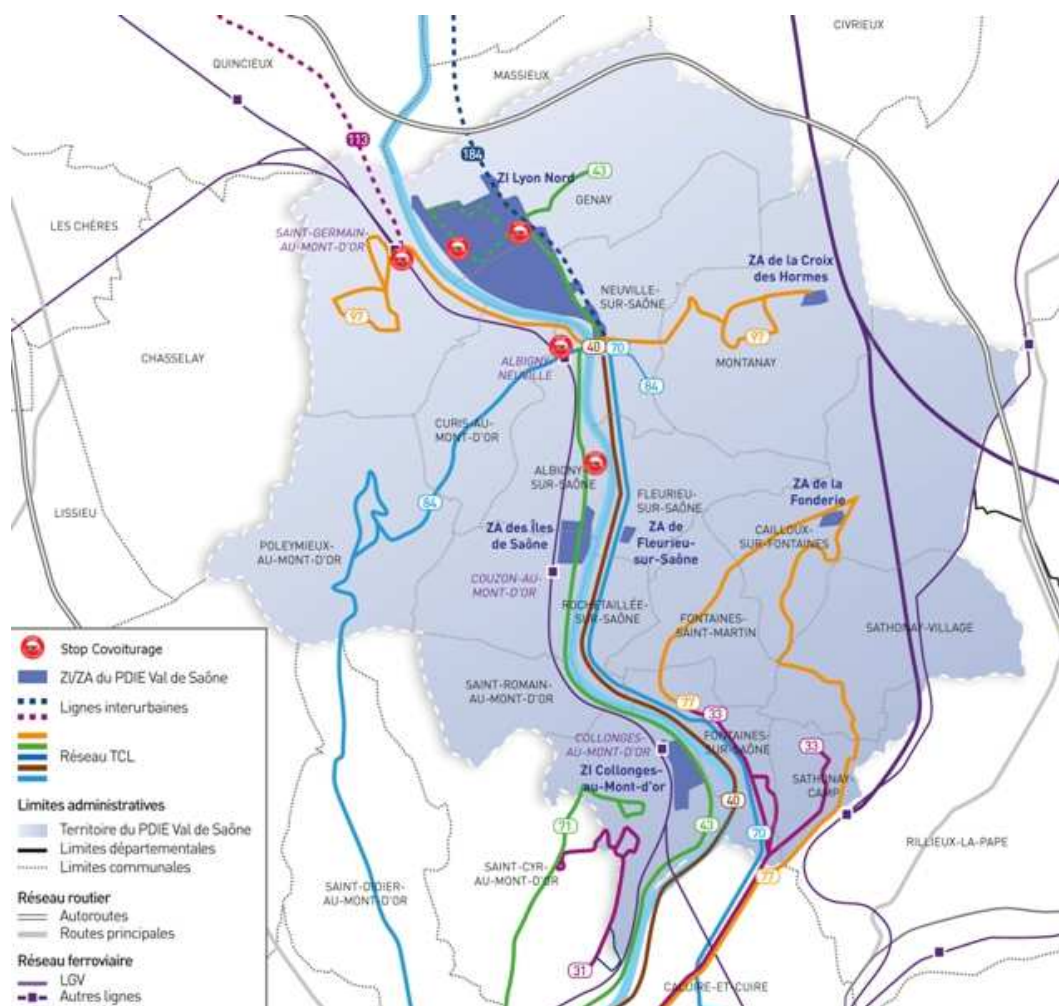 CIVRIEUX
QUINCIEUX
MASSIEUX
113
184
ZI Lyon Nord
43
GENAY
LES CHÈRES
SAINT-GERMAIN-
AU-MONT-D'OR
ZA de la Croix
des Hormes
NEUVILLE-
SUR-SAÔNE
97
97
CHASSELAY
40
70
MONTANAY
ALBIGNY
NEUVILLE
84
CURIS-AU-
MONT-D'OR
ALBIGNY-
SUR-SAÔNE
84
FLEURIEU-
SUR-SAÔNE
ZA de la
Fonderie
LISSIEU
ZA des Îles
de Saône
ZA de
Fleurieu-
sur-Saône
CAILLOUX-
SUR-FONTAINES
POLEYMIEUX-
AU-MONT-D'OR
COUZON-AU-
MONT-D'OR
ROCHETAILLÉE-
SUR-SAÔNE
FONTAINES-
SAINT-MARTIN
SATHONAY-VILLAGE
SAINT-ROMAIN-
AU-MONT-D'OR
77
33
COLLONGES-
AU-MONT-D'OR
FONTAINES-
SUR-SAÔNE
33
ZI Collonges-
au-Mont-d'or
SATHONAY-
CAMP
40
71
43
70
RILLIEUX-LA-PAPE
SAINT-CYR-
AU-MONT-D'OR
77
SAINT-DIDIER-
AU-MONT-D'OR
31
CALUIRE-ET-CUIRE
Stop Covoiturage
ZI/ZA du PDIE Val de Saône
Lignes interurbaines
Réseau TCL
Limites administratives
Territoire du PDIE Val de Saône
Limites départementales
Limites communales
Réseau routier
Autoroutes
Routes principales
Réseau ferroviaire
LGV
Autres lignes